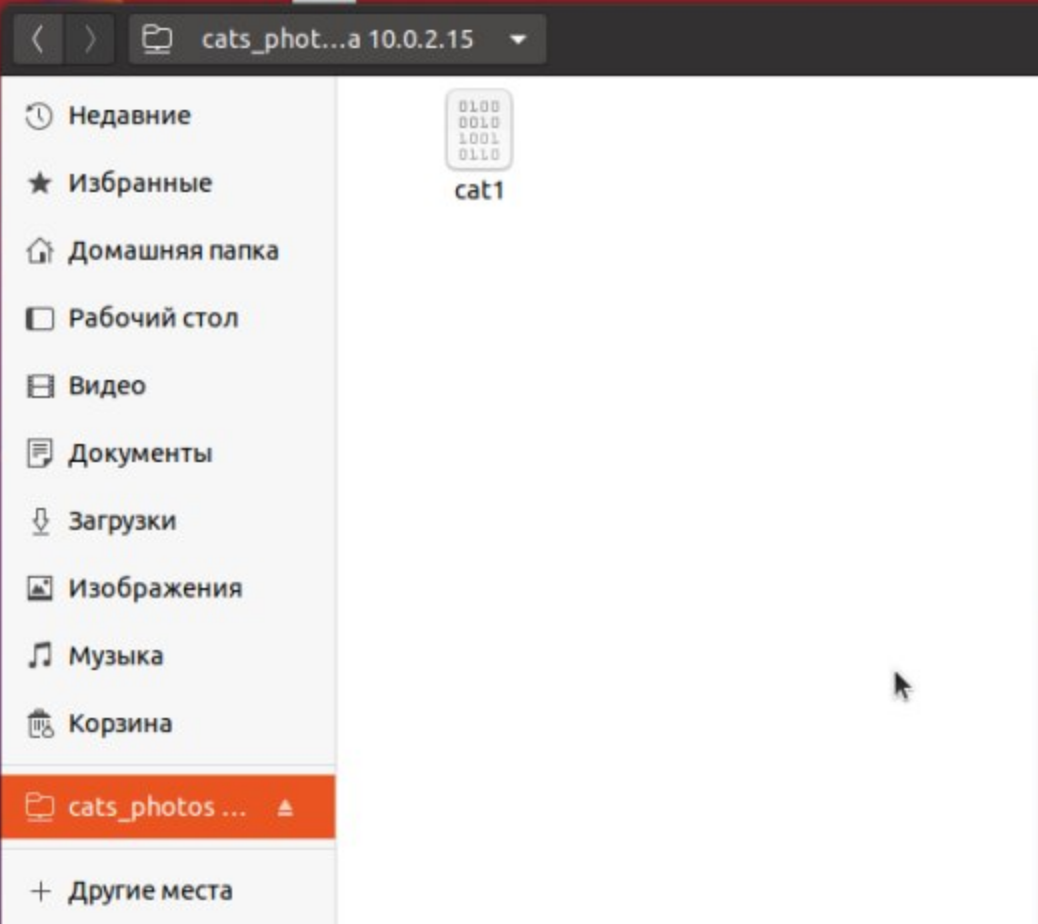 cats_phot...a 10.0.2.15
Недавние
Избранные
Домашняя папка
Рабочий стол
Видео
Документы
Загрузки
Изображения
Музыка
Корзина
cats_photos ...
Другие места
0100
0010
1001
0110
cat1